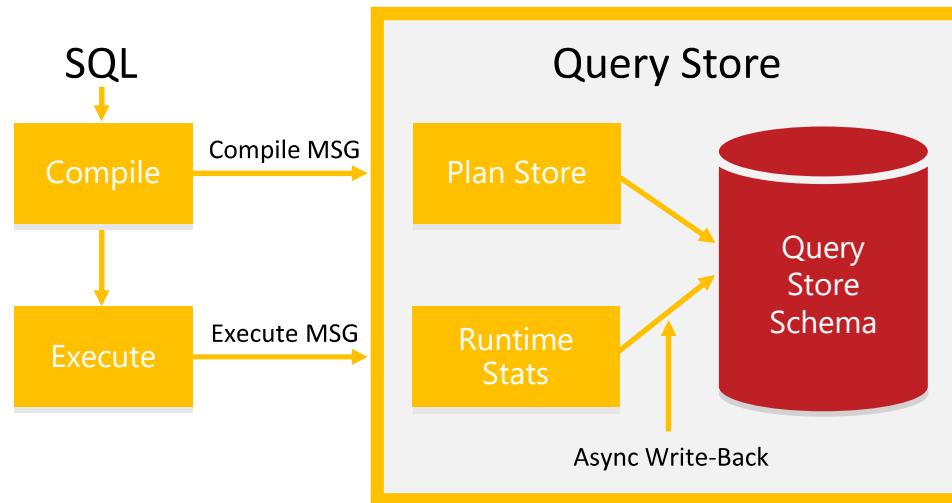 SQL
Query Store
Compile
Compile MSG
Plan Store
Query
Store
Schema
Execute
Execute MSG
Runtime
Stats
Async Write-Back